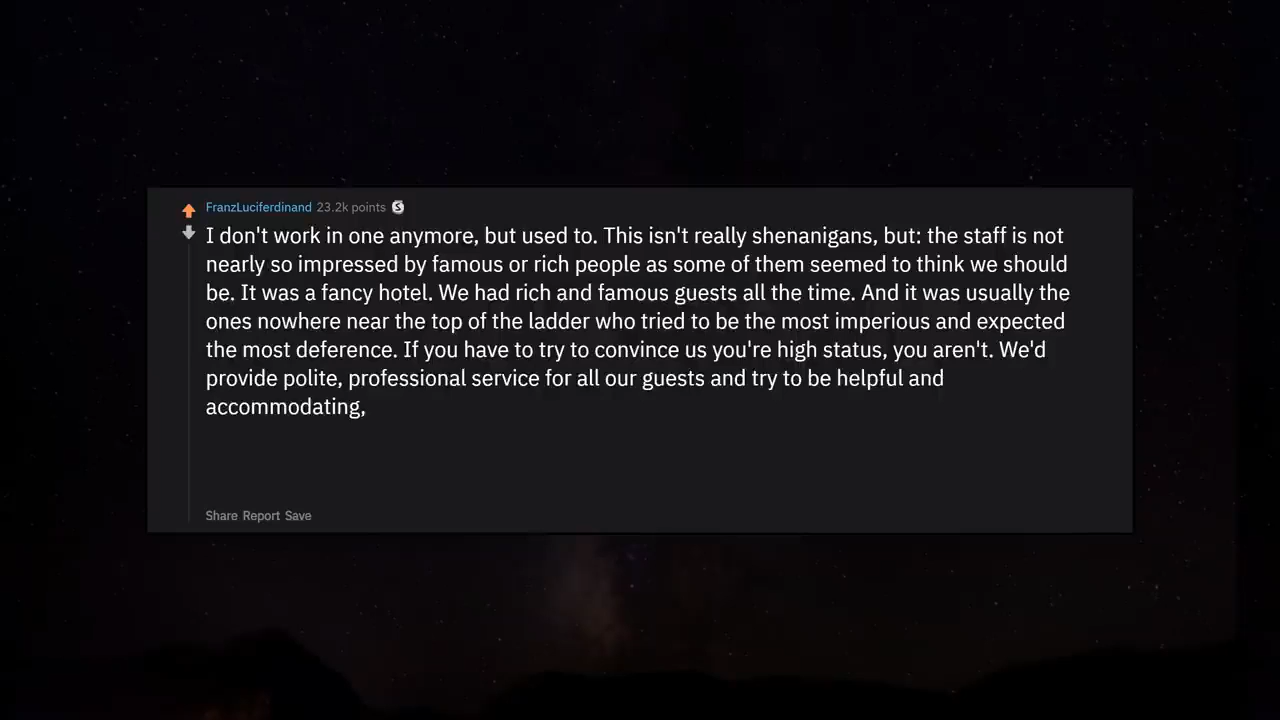 FranzLuciferdinand 23.2k points
I don't work in one anymore, but used to. This isn't really shenanigans, but: the staff is not
nearly so impressed by famous or rich people as some of them seemed to think we should
be. It was a fancy hotel. We had rich and famous guests all the time. And it was usually the
ones nowhere near the top of the ladder who tried to be the most imperious and expected
the most deference. If you have to try to convince us you're high status, you aren't. We'd
provide polite, professional service for all our guests and try to be helpful and
accommodating,
Share Report Save